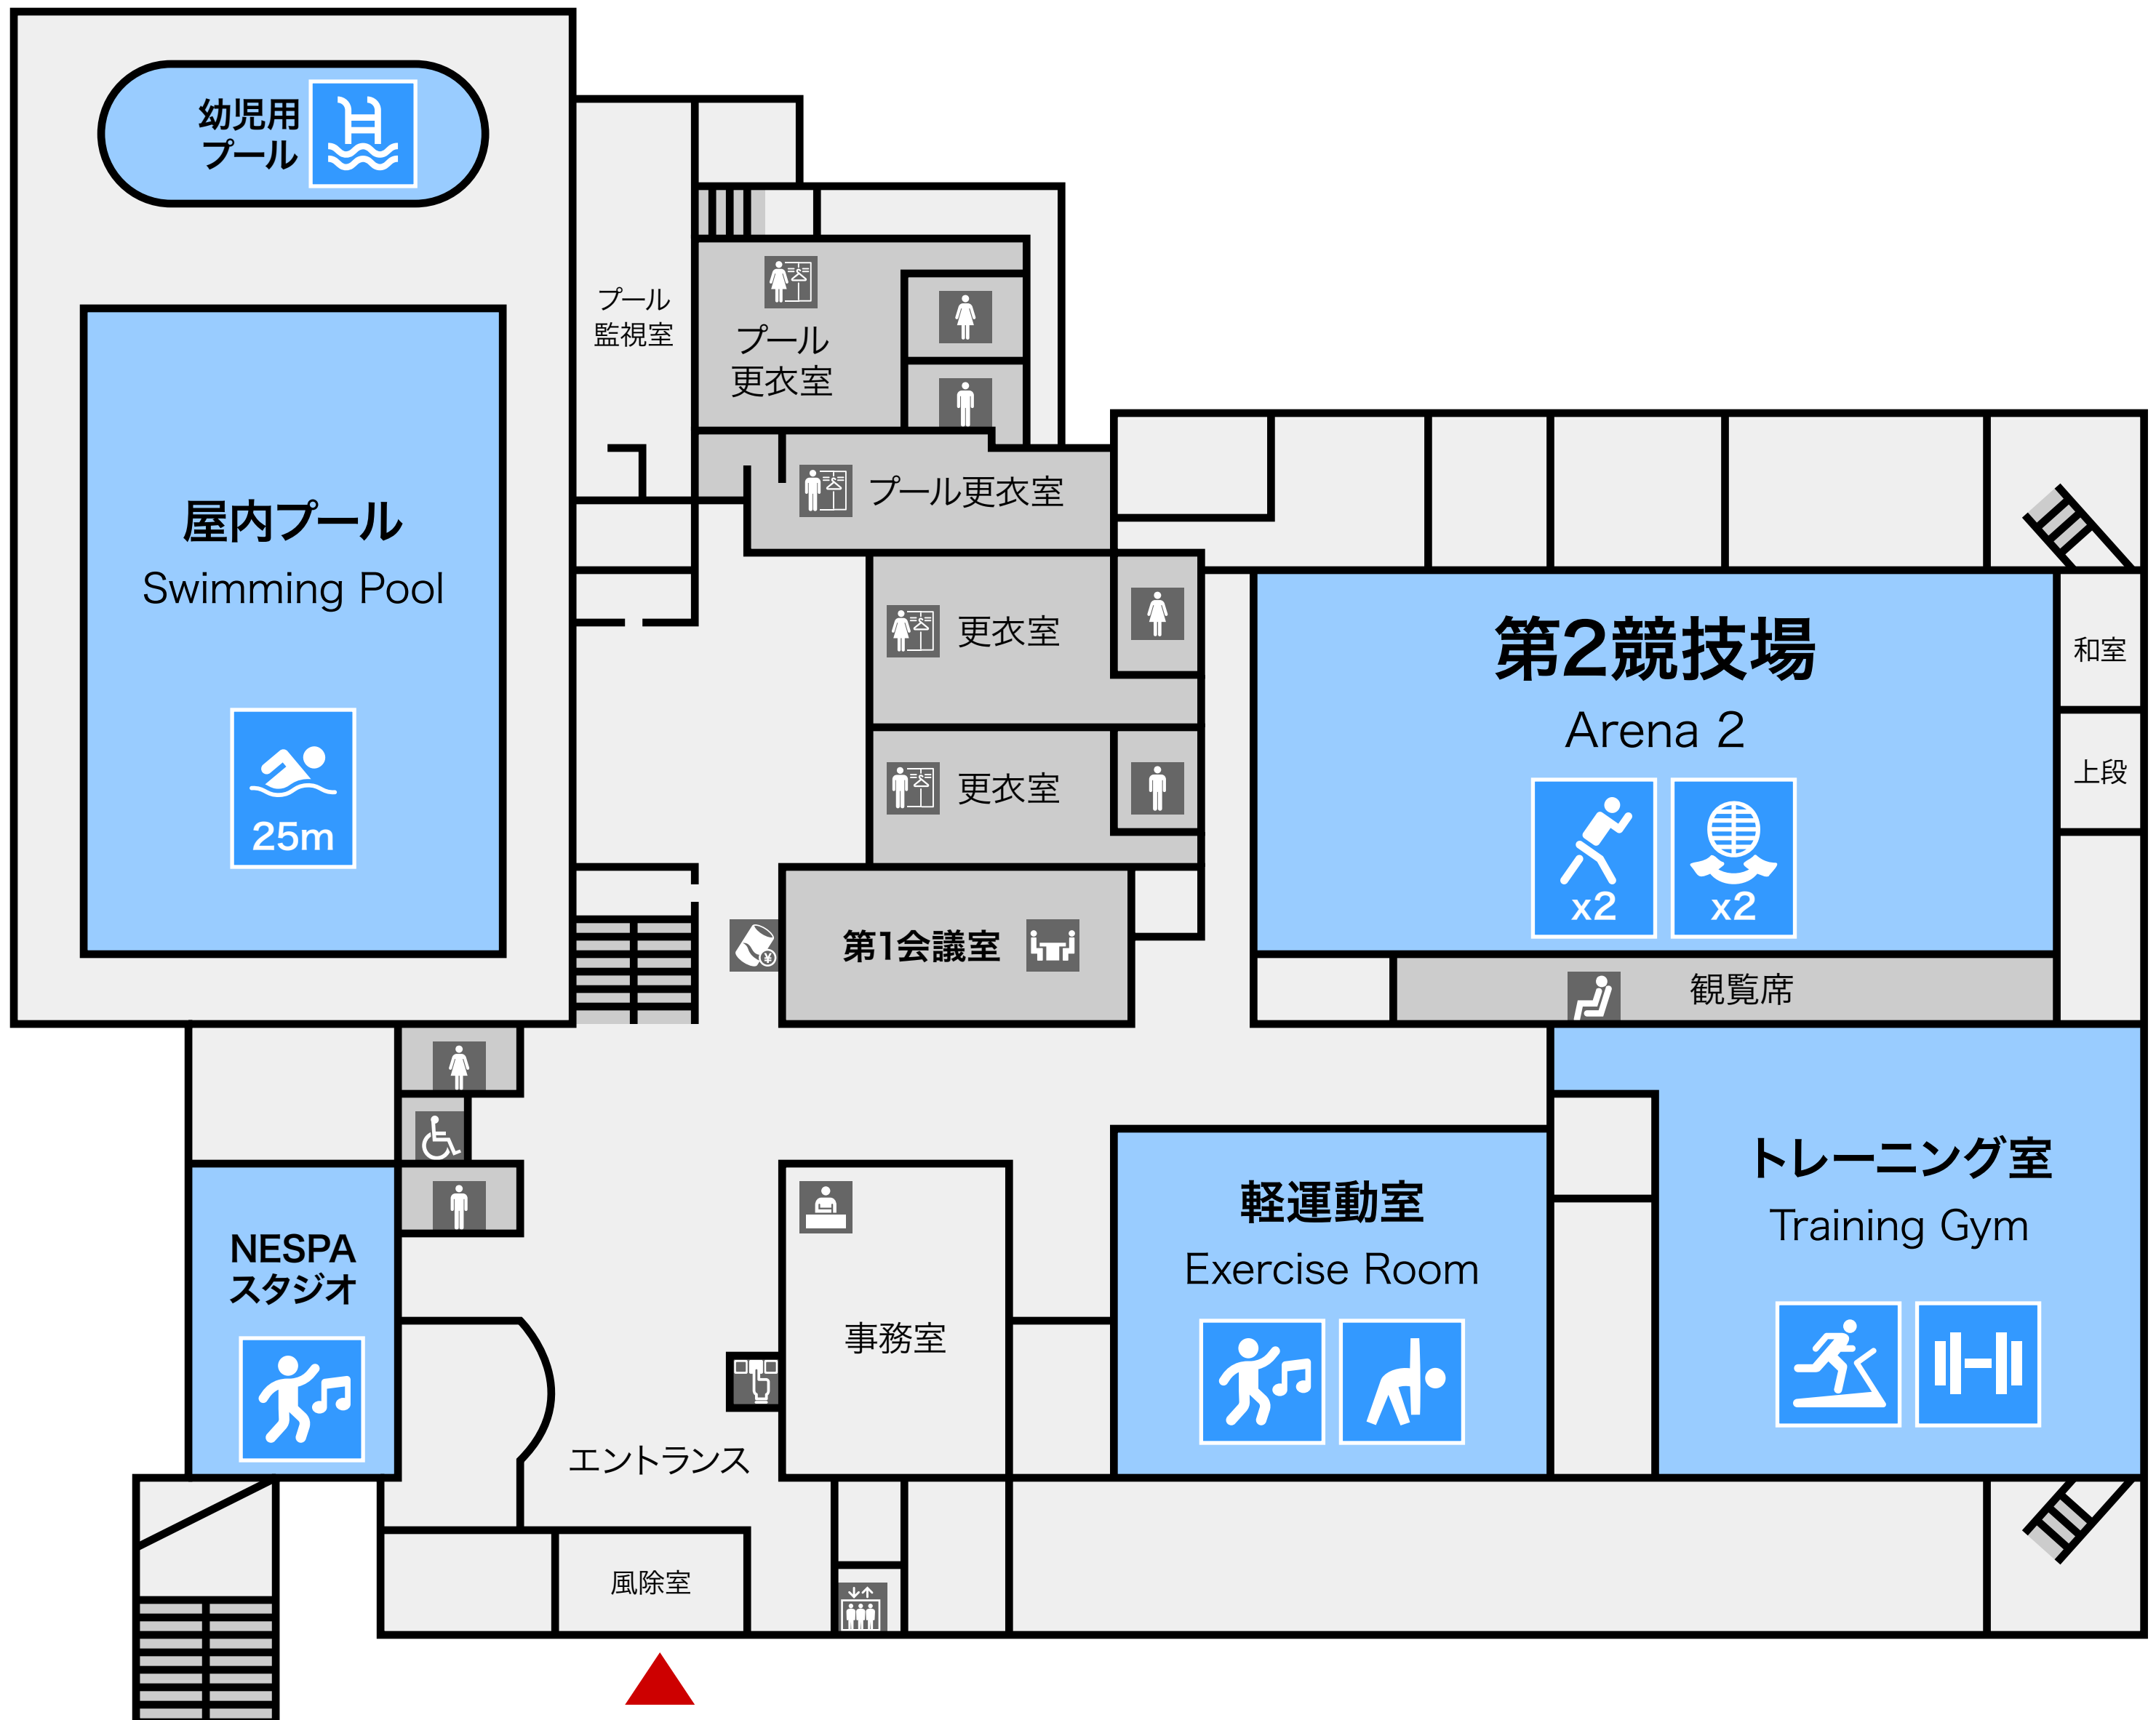 幼児用
プール
プール
監視室
プール
更衣室
プール更衣室
屋内プール
Swimming Pool
25m
更衣室
更衣室
第2競技場
Arena 2
x2
x2
和室
上段
第1会議室
¥
観覧席
NESPA
スタジオ
軽運動室
Exercise Room
トレーニング室
Training Gym
事務室
エントランス
風除室